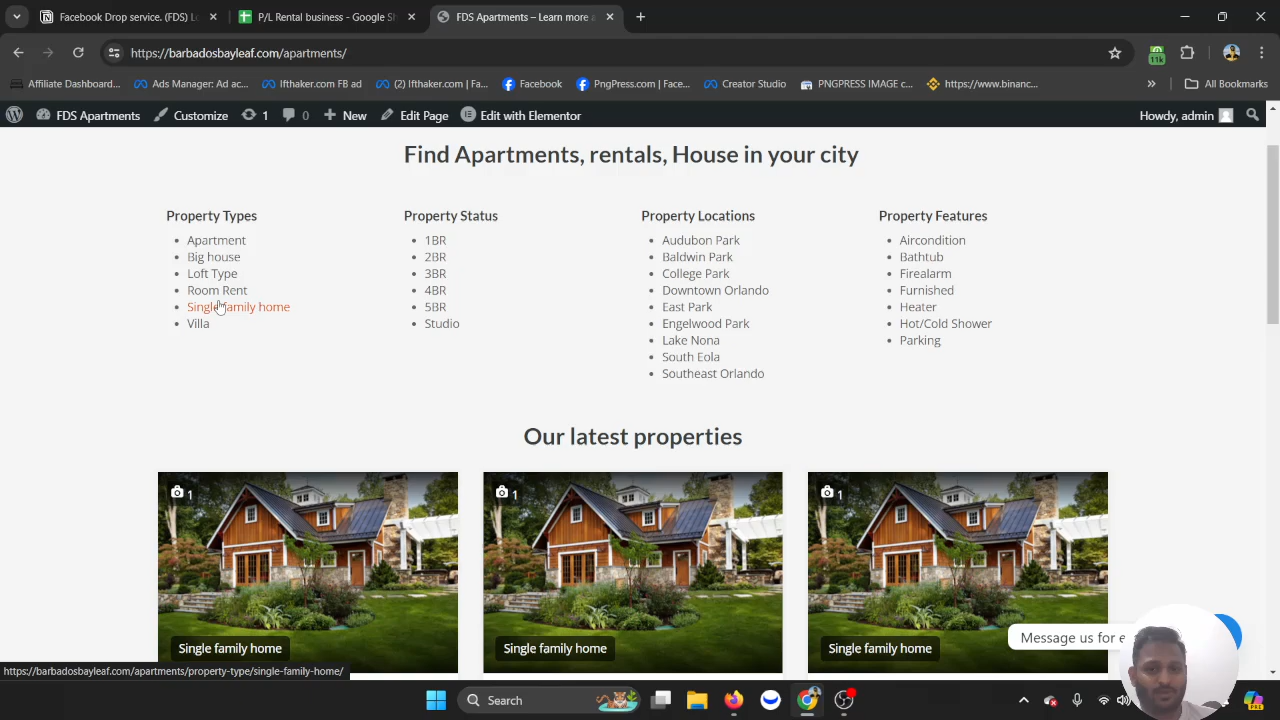 Facebook Drop service. (FDS) L
P/L Rental business - Google Sh
FDS Apartments – Learn more a
https://barbadosbayleaf.com/apartments/
11k
Affiliate Dashboard...
Ads Manager: Ad ac...
lfthaker.com FB ad
(2) lfthaker.com | Fa...
Facebook
PngPress.com | Face...
Creator Studio
PNGPRESS IMAGE c...
https://www.binanc...
All Bookmarks
FDS Apartments
Customize
1
0
New
Edit Page
Edit with Elementor
Howdy, admin
Find Apartments, rentals, House in your city
Property Types
Apartment
Big house
Loft Type
Room Rent
Single family home
Villa
Property Status
1BR
2BR
3BR
4BR
5BR
Studio
Property Locations
Audubon Park
Baldwin Park
College Park
Downtown Orlando
East Park
Engelwood Park
Lake Nona
South Eola
Southeast Orlando
Property Features
Aircondition
Bathtub
Firealarm
Furnished
Heater
Hot/Cold Shower
Parking
Our latest properties
1
1
1
Single family home
Single family home
Single family home
Message us for e
https://barbadosbayleaf.com/apartments/property-type/single-family-home/
Search